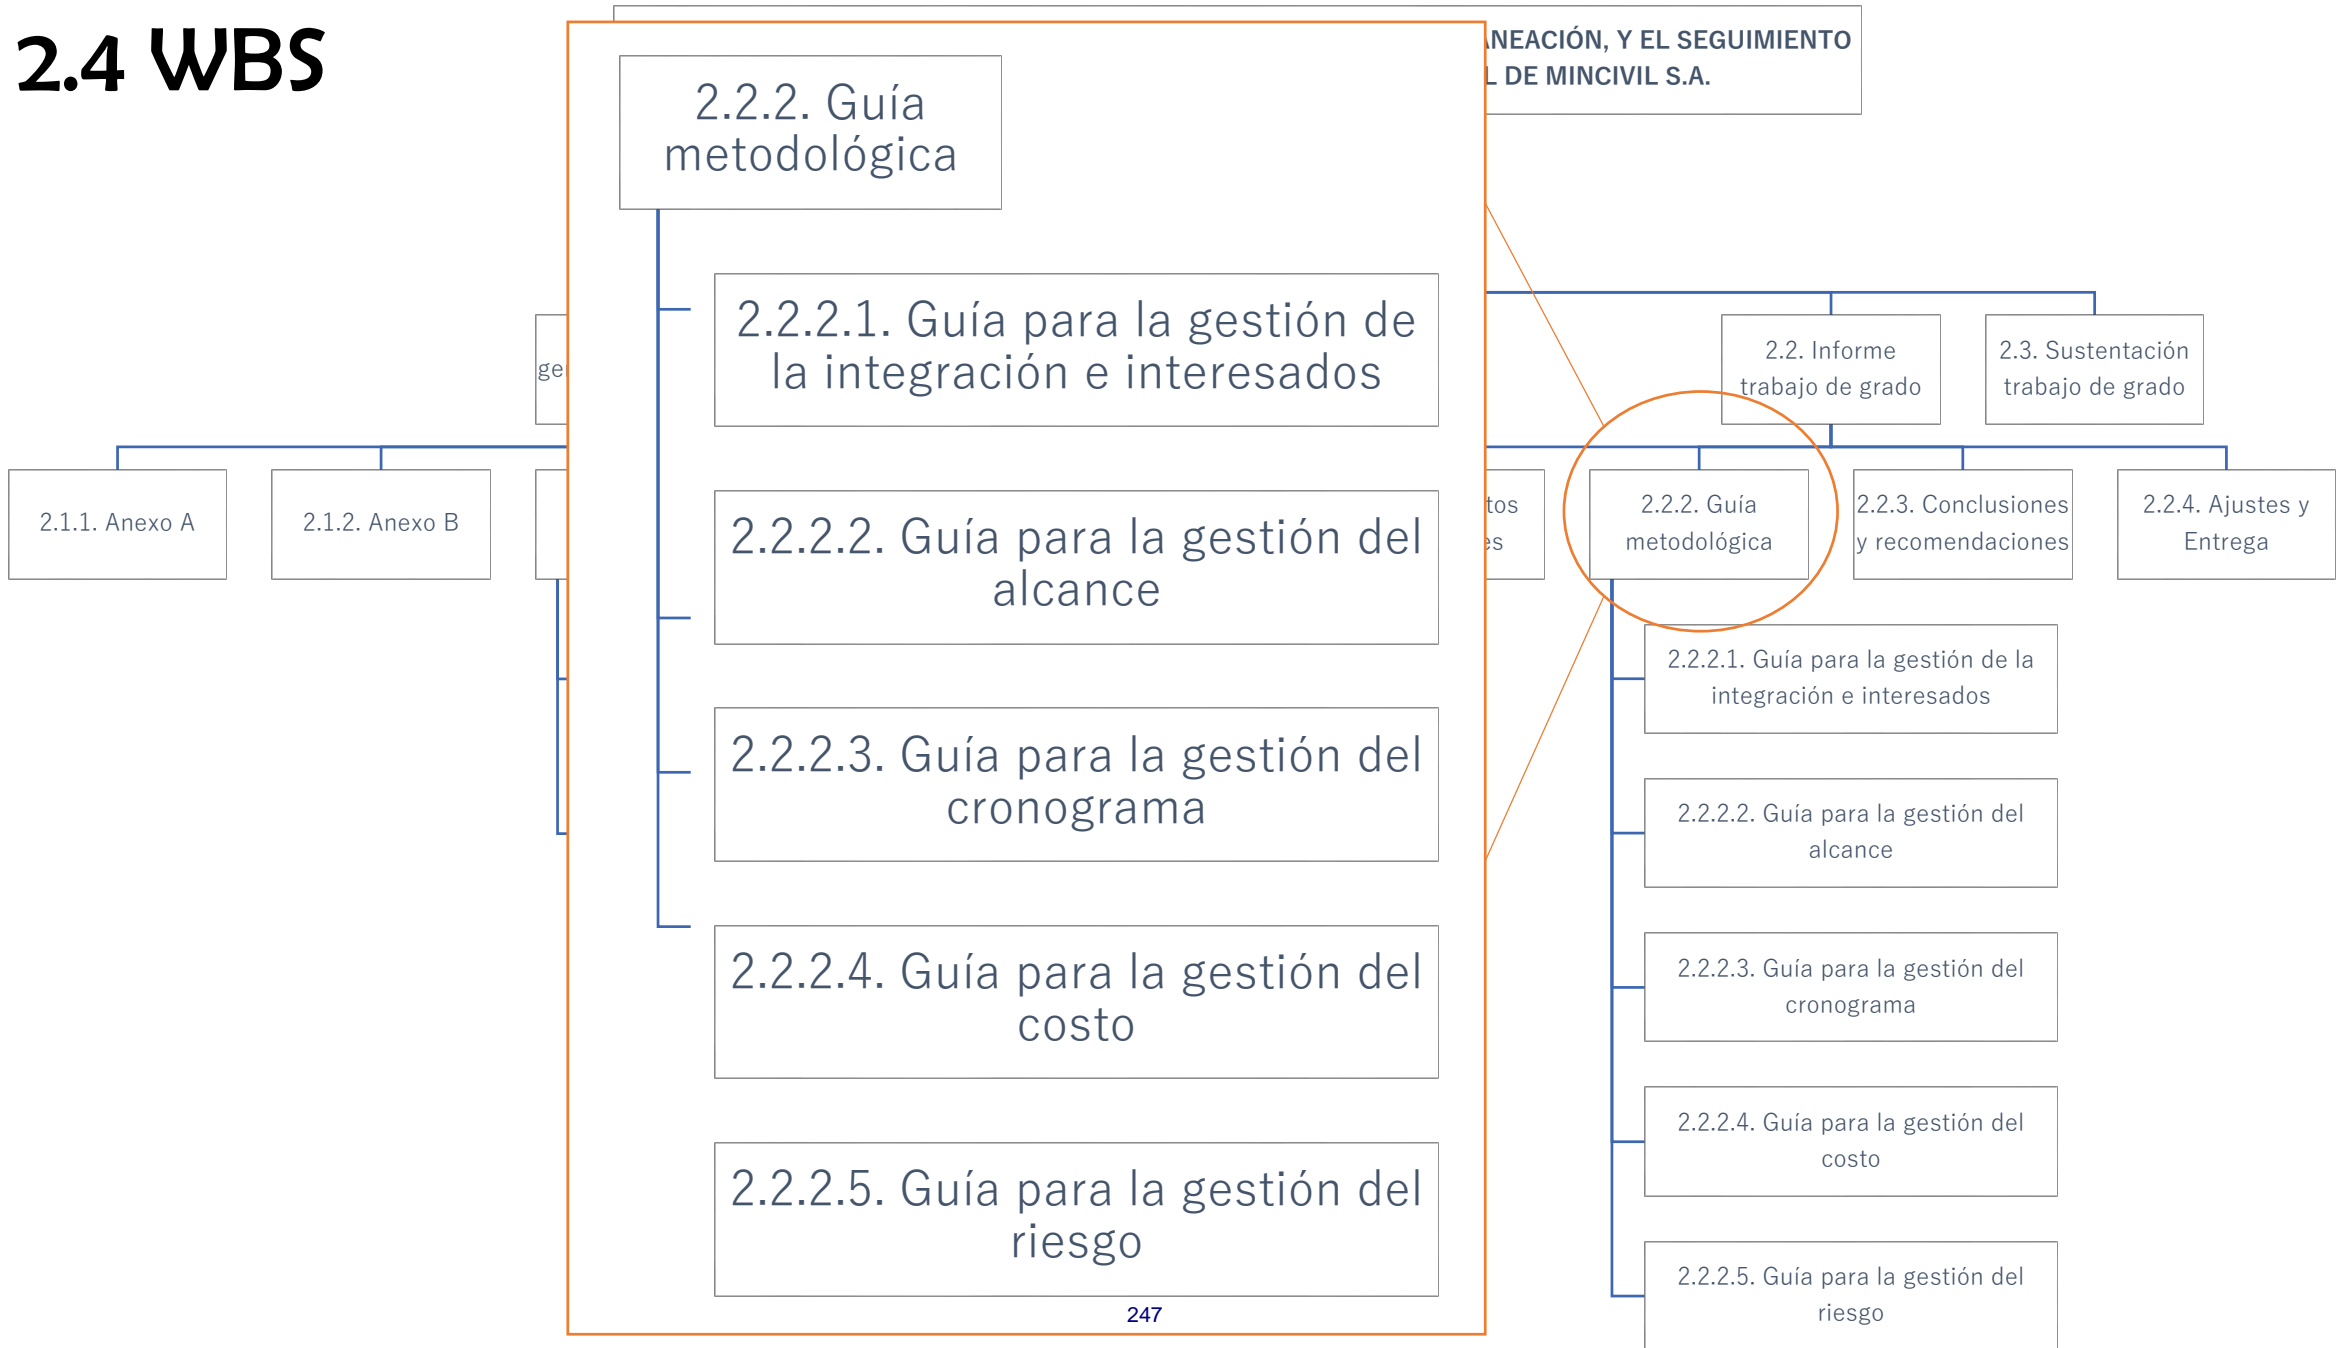 2.4 WBS
EACIÓN, Y EL SEGUIMIENTO
DE MINCIVIL S.A.
2.2.2. Guía
metodológica
2.2.2.1. Guía para la gestión de
la integración e interesados
2.2.2.2. Guía para la gestión del
alcance
2.2.2.3. Guía para la gestión del
cronograma
2.2.2.4. Guía para la gestión del
costo
2.2.2.5. Guía para la gestión del
riesgo
247
2.2. Informe
trabajo de grado
2.3. Sustentación
trabajo de grado
2.1.1. Anexo A
2.1.2. Anexo B
2.2.2. Guía
metodológica
2.2.3. Conclusiones
y recomendaciones
2.2.4. Ajustes y
Entrega
2.2.2.1. Guía para la gestión de la
integración e interesados
2.2.2.2. Guía para la gestión del
alcance
2.2.2.3. Guía para la gestión del
cronograma
2.2.2.4. Guía para la gestión del
costo
2.2.2.5. Guía para la gestión del
riesgo